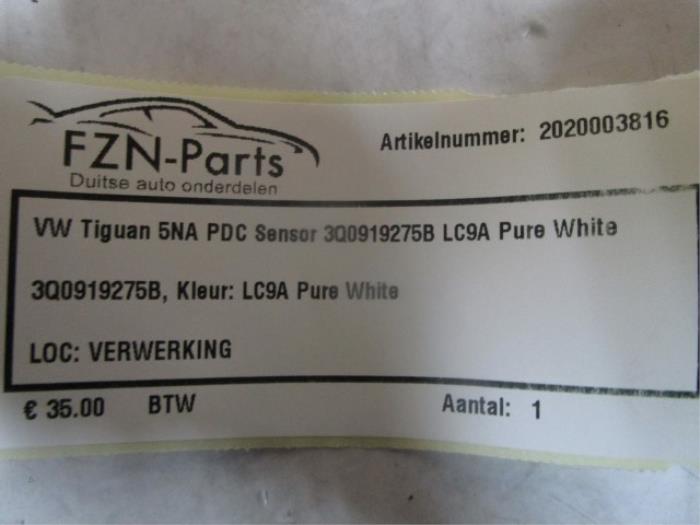 FZN-Parts
Duitse auto onderdelen
Artikelnummer: 2020003816
VW Tiguan 5NA PDC Sensor 3Q0919275B LC9A Pure White
3Q0919275B, Kleur: LC9A Pure White
LOC: VERWERKING
€ 35.00 BTW Aantal: 1